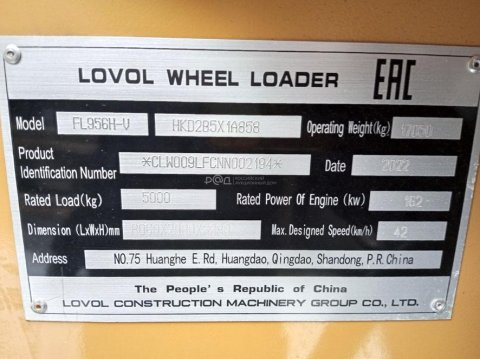 LOVOL WHEEL LOADER EAC
Model FL956H-V HKD2B5X1A858 Operating Weight(kg) 17050
Product
Identification Number *CLW009LFCNN002184* Date 2022
Rated Load(kg) 5000 Rated Power Of Engine (kw) 162
Dimension (LxWxH)mm Max. Designed Speed(km/h) 42
Address NO.75 Huanghe E.Rd, Huangdao, Qingdao, Shandong, P.R.China
The People's Republic of China
LOVOL CONSTRUCTION MACHINERY GROUP CO., LTD.